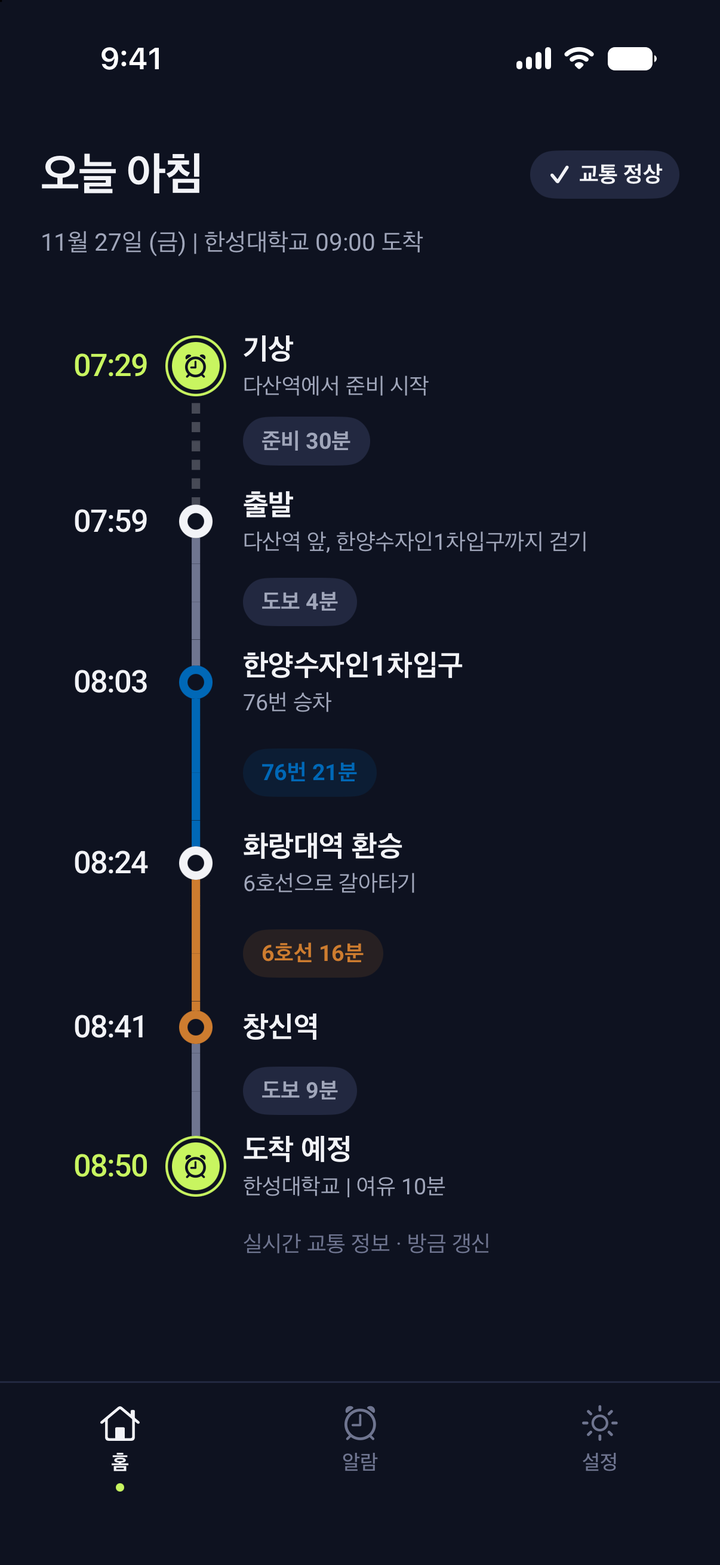 9:41
오늘 아침
교통 정상
11월 27일 (금) | 한성대학교 09:00 도착
07:29
기상
다산역에서 준비 시작
준비 30분
07:59
출발
다산역 앞, 한양수자인1차입구까지 걷기
도보 4분
08:03
한양수자인1차입구
76번 승차
76번 21분
08:24
화랑대역 환승
6호선으로 갈아타기
6호선 16분
08:41
창신역
도보 9분
08:50
도착 예정
한성대학교 | 여유 10분
실시간 교통 정보 · 방금 갱신
홈
알람
설정